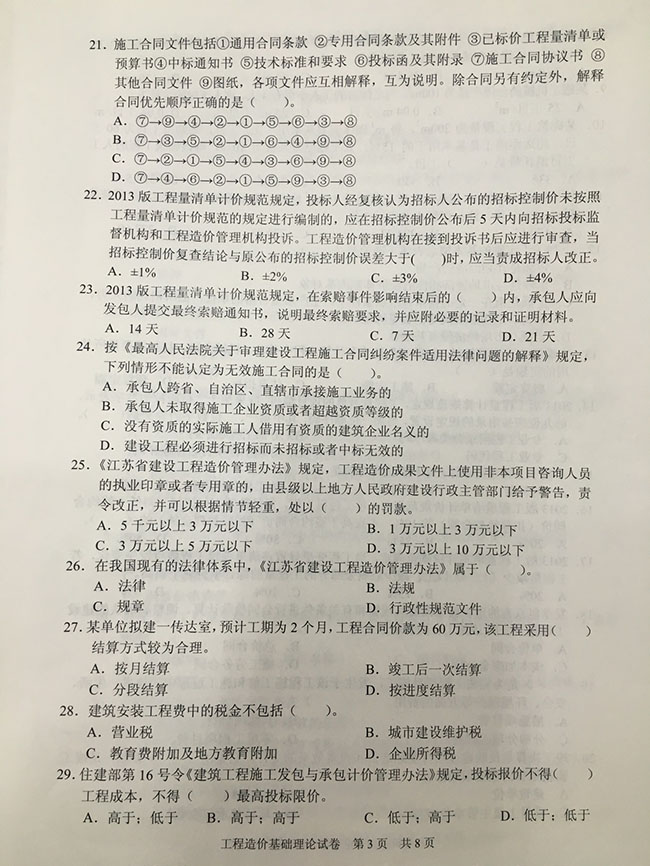 21. 施工合同文件包括①通用合同条款 ②专用合同条款及其附件 ③已标价工程量清单或
预算书④中标通知书 ⑤技术标准和要求 ⑥投标函及其附录 ⑦施工合同协议书 ⑧
其他合同文件 ⑨图纸，各项文件应互相解释，互为说明。除合同另有约定外，解释
合同优先顺序正确的是（　　）。
A. ⑦→⑨→④→②→①→⑤→⑥→③→⑧
B. ⑦→③→⑤→②→①→⑥→④→⑨→⑧
C. ⑦→②→①→⑤→④→③→⑥→⑨→⑧
D. ⑦→④→⑥→②→①→⑤→⑨→③→⑧
22. 2013 版工程量清单计价规范规定，投标人经复核认为招标人公布的招标控制价未按照
工程量清单计价规范的规定进行编制的，应在招标控制价公布后 5 天内向招标投标监
督机构和工程造价管理机构投诉。工程造价管理机构在接到投诉书后应进行审查，当
招标控制价复查结论与原公布的招标控制价误差大于(　　)时，应当责成招标人改正。
A. ±1% B. ±2% C. ±3% D. ±4%
23. 2013 版工程量清单计价规范规定，在索赔事件影响结束后的（　　）内，承包人应向
发包人提交最终索赔通知书，说明最终索赔要求，并应附必要的记录和证明材料。
A. 14 天 B. 28 天 C. 7 天 D. 21 天
24. 按《最高人民法院关于审理建设工程施工合同纠纷案件适用法律问题的解释》规定，
下列情形不能认定为无效施工合同的是（　　）。
A. 承包人跨省、自治区、直辖市承接施工业务的
B. 承包人未取得施工企业资质或者超越资质等级的
C. 没有资质的实际施工人借用有资质的建筑企业名义的
D. 建设工程必须进行招标而未招标或者中标无效的
25. 《江苏省建设工程造价管理办法》规定，工程造价成果文件上使用非本项目咨询人员
的执业印章或者专用章的，由县级以上地方人民政府建设行政主管部门给予警告，责
令改正，并可以根据情节轻重，处以（　　）的罚款。
A. 5 千元以上 3 万元以下 B. 1 万元以上 3 万元以下
C. 3 万元以上 5 万元以下 D. 3 万元以上 10 万元以下
26. 在我国现有的法律体系中，《江苏省建设工程造价管理办法》属于（　　）。
A. 法律 B. 法规
C. 规章 D. 行政性规范文件
27. 某单位拟建一传达室，预计工期为 2 个月，工程合同价款为 60 万元，该工程采用(　　)
结算方式较为合理。
A. 按月结算 B. 竣工后一次结算
C. 分段结算 D. 按进度结算
28. 建筑安装工程费中的税金不包括（　　）。
A. 营业税 B. 城市建设维护税
C. 教育费附加及地方教育附加 D. 企业所得税
29. 住建部第 16 号令《建筑工程施工发包与承包计价管理办法》规定，投标报价不得(　　)
工程成本，不得（　　）最高投标限价。
A. 高于；低于 B. 高于；高于 C. 低于；高于 D. 低于；低于
工程造价基础理论试卷 第 3 页 共 8 页